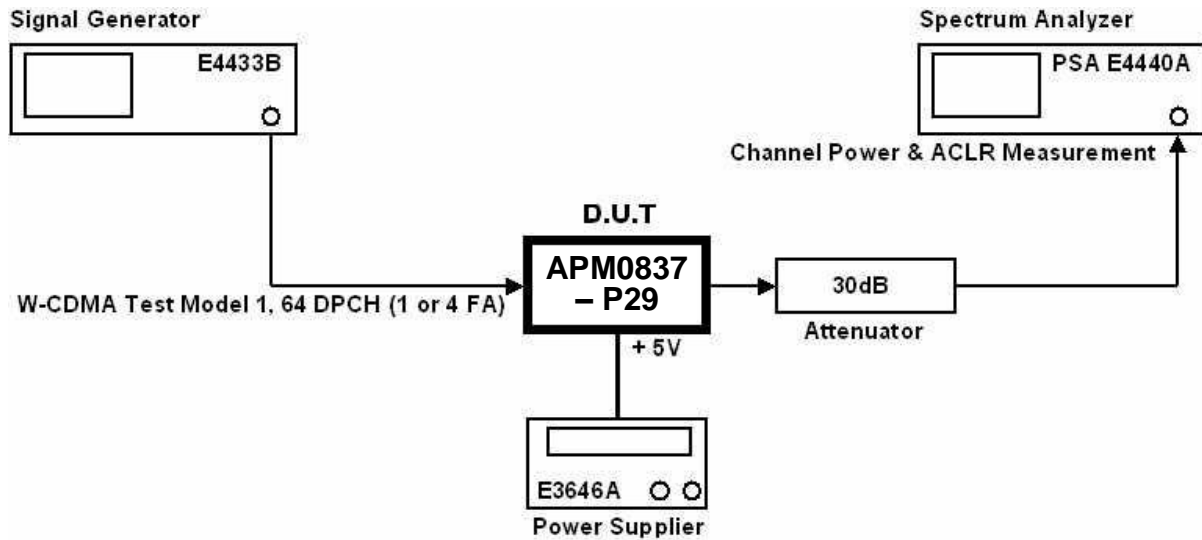 Signal Generator
E4433B
Spectrum Analyzer
PSA E4440A
Channel Power & ACLR Measurement
D.U.T
APM0837
– P29
W-CDMA Test Model 1, 64 DPCH (1 or 4 FA)
30dB
Attenuator
+ 5V
E3646A
Power Supplier